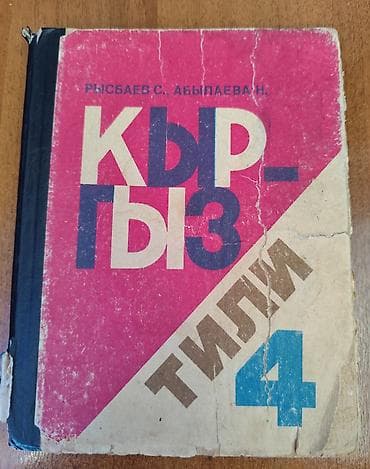 РЫСБАЕВ С., АБЫЛАЕВА Н.
КЫР-
ГЫЗ
ТИЛИ
4